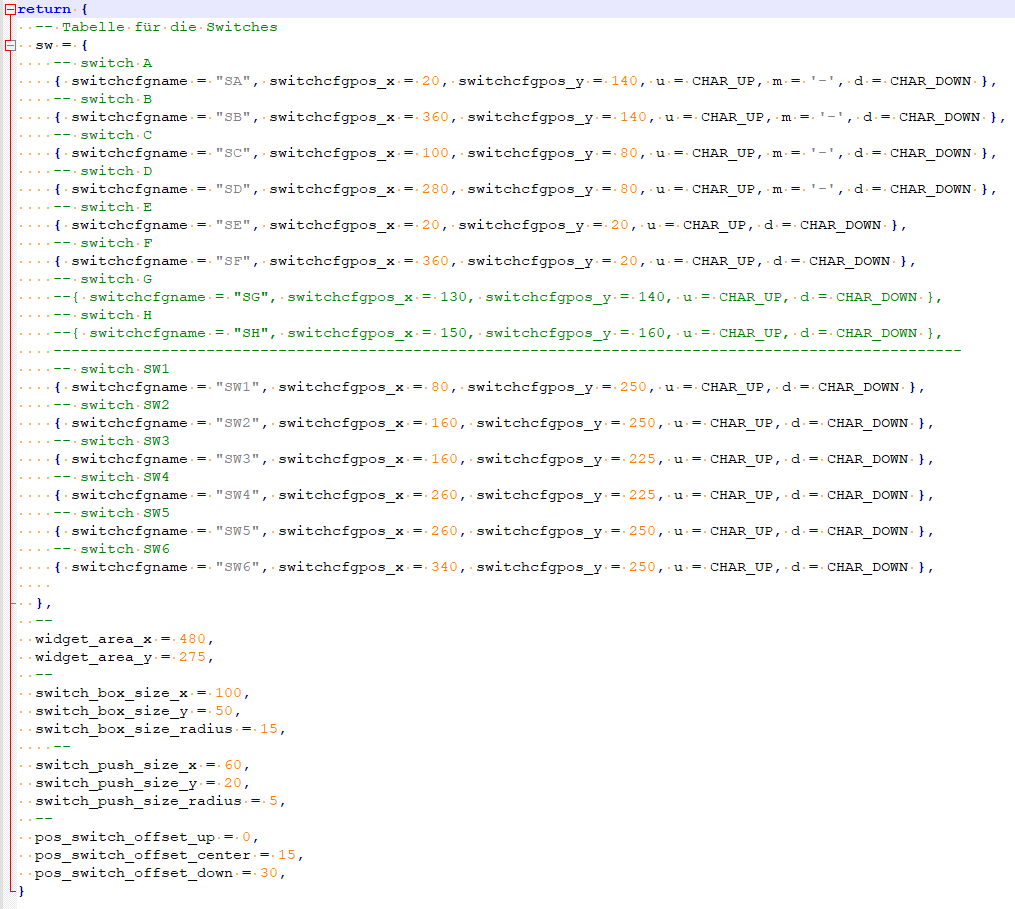 return {
  -- Tabelle für die Switches
  sw = {
    -- switch A
    { switchcfgname = "SA", switchcfgpos_x = 20, switchcfgpos_y = 140, u = CHAR_UP, m = '-', d = CHAR_DOWN },
    -- switch B
    { switchcfgname = "SB", switchcfgpos_x = 360, switchcfgpos_y = 140, u = CHAR_UP, m = '-', d = CHAR_DOWN },
    -- switch C
    { switchcfgname = "SC", switchcfgpos_x = 100, switchcfgpos_y = 80, u = CHAR_UP, m = '-', d = CHAR_DOWN },
    -- switch D
    { switchcfgname = "SD", switchcfgpos_x = 280, switchcfgpos_y = 80, u = CHAR_UP, m = '-', d = CHAR_DOWN },
    -- switch E
    { switchcfgname = "SE", switchcfgpos_x = 20, switchcfgpos_y = 20, u = CHAR_UP, d = CHAR_DOWN },
    -- switch F
    { switchcfgname = "SF", switchcfgpos_x = 360, switchcfgpos_y = 20, u = CHAR_UP, d = CHAR_DOWN },
    -- switch G
    --{ switchcfgname = "SG", switchcfgpos_x = 130, switchcfgpos_y = 140, u = CHAR_UP, d = CHAR_DOWN },
    -- switch H
    --{ switchcfgname = "SH", switchcfgpos_x = 150, switchcfgpos_y = 160, u = CHAR_UP, d = CHAR_DOWN },
    -----------------------------------------------------------------------------------------------------
    -- switch SW1
    { switchcfgname = "SW1", switchcfgpos_x = 80, switchcfgpos_y = 250, u = CHAR_UP, d = CHAR_DOWN },
    -- switch SW2
    { switchcfgname = "SW2", switchcfgpos_x = 160, switchcfgpos_y = 250, u = CHAR_UP, d = CHAR_DOWN },
    -- switch SW3
    { switchcfgname = "SW3", switchcfgpos_x = 160, switchcfgpos_y = 225, u = CHAR_UP, d = CHAR_DOWN },
    -- switch SW4
    { switchcfgname = "SW4", switchcfgpos_x = 260, switchcfgpos_y = 225, u = CHAR_UP, d = CHAR_DOWN },
    -- switch SW5
    { switchcfgname = "SW5", switchcfgpos_x = 260, switchcfgpos_y = 250, u = CHAR_UP, d = CHAR_DOWN },
    -- switch SW6
    { switchcfgname = "SW6", switchcfgpos_x = 340, switchcfgpos_y = 250, u = CHAR_UP, d = CHAR_DOWN },

  },
  --
  widget_area_x = 480,
  widget_area_y = 275,
  --
  switch_box_size_x = 100,
  switch_box_size_y = 50,
  switch_box_size_radius = 15,
    --
  switch_push_size_x = 60,
  switch_push_size_y = 20,
  switch_push_size_radius = 5,
  --
  pos_switch_offset_up = 0,
  pos_switch_offset_center = 15,
  pos_switch_offset_down = 30,
}